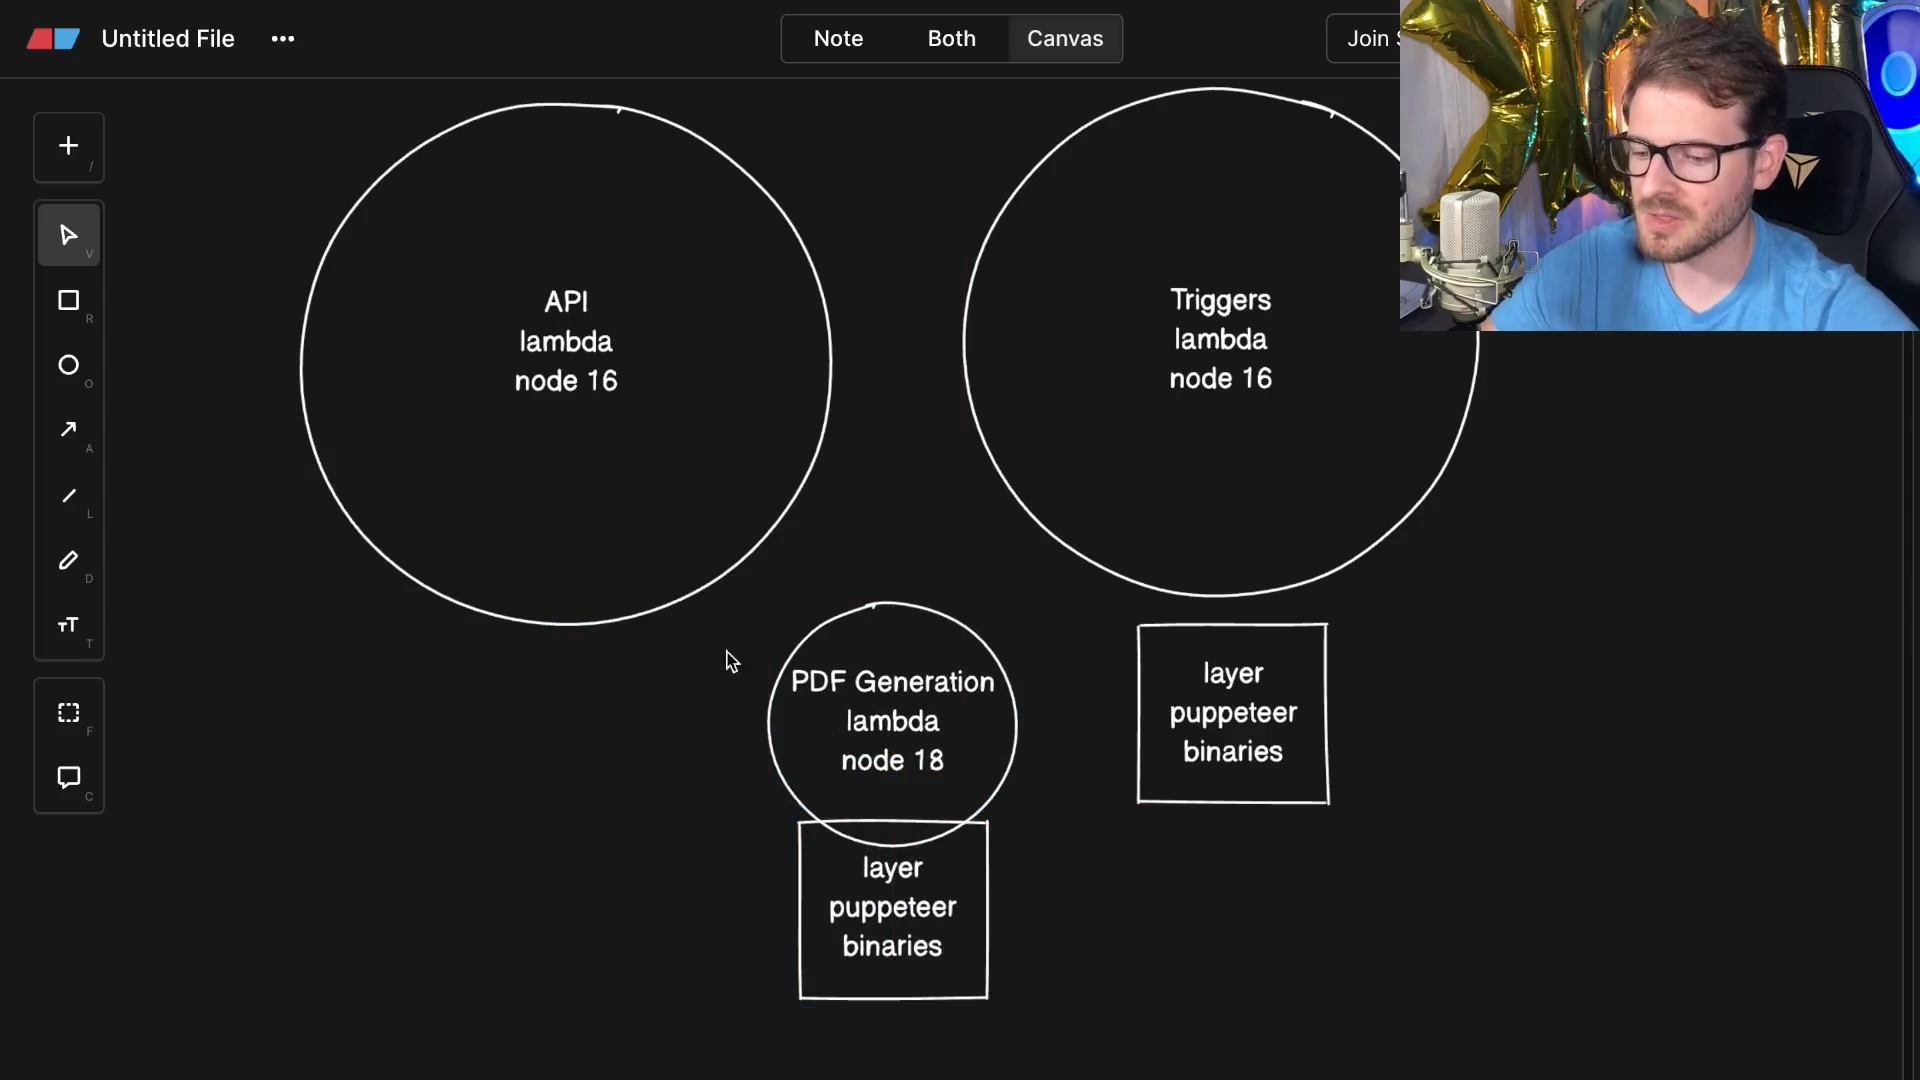 Untitled File
Note
Both
Canvas
Join S
/
V
R
O
A
L
D
T
F
C
API
lambda
node 16
Triggers
lambda
node 16
PDF Generation
lambda
node 18
layer
puppeteer
binaries
layer
puppeteer
binaries